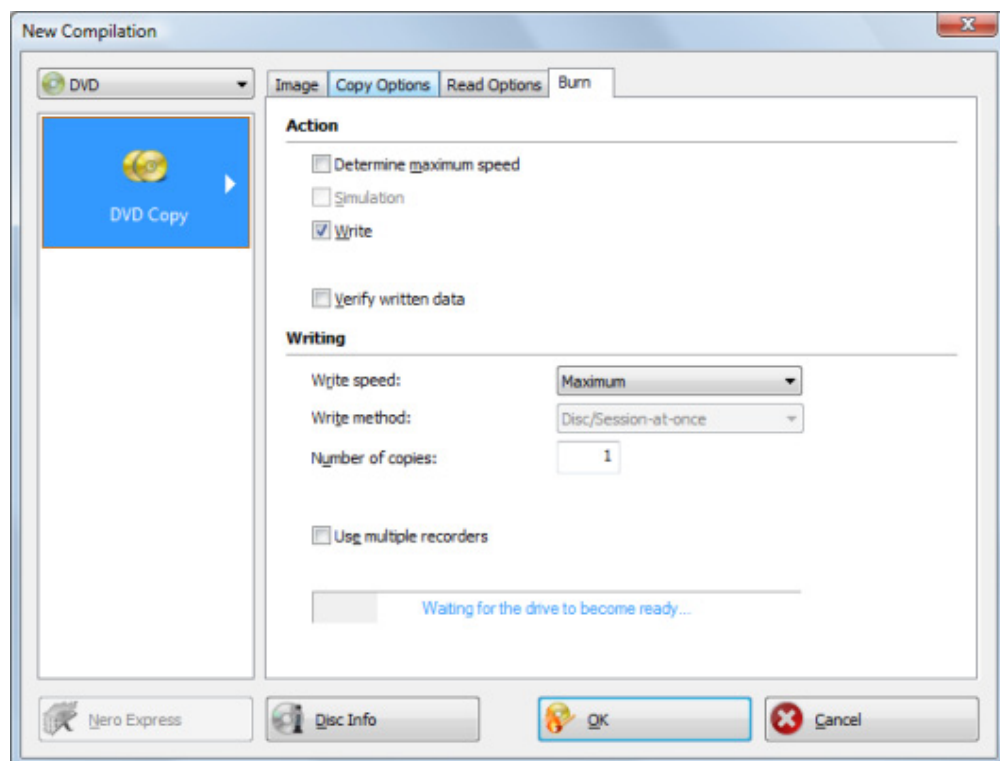 New Compilation
DVD
Image Copy Options Read Options Burn
DVD Copy
Action
Determine maximum speed
Simulation
Write
Verify written data
Writing
Write speed: Maximum
Write method: Disc/Session-at-once
Number of copies: 1
Use multiple recorders
Waiting for the drive to become ready...
Nero Express Disc Info OK Cancel